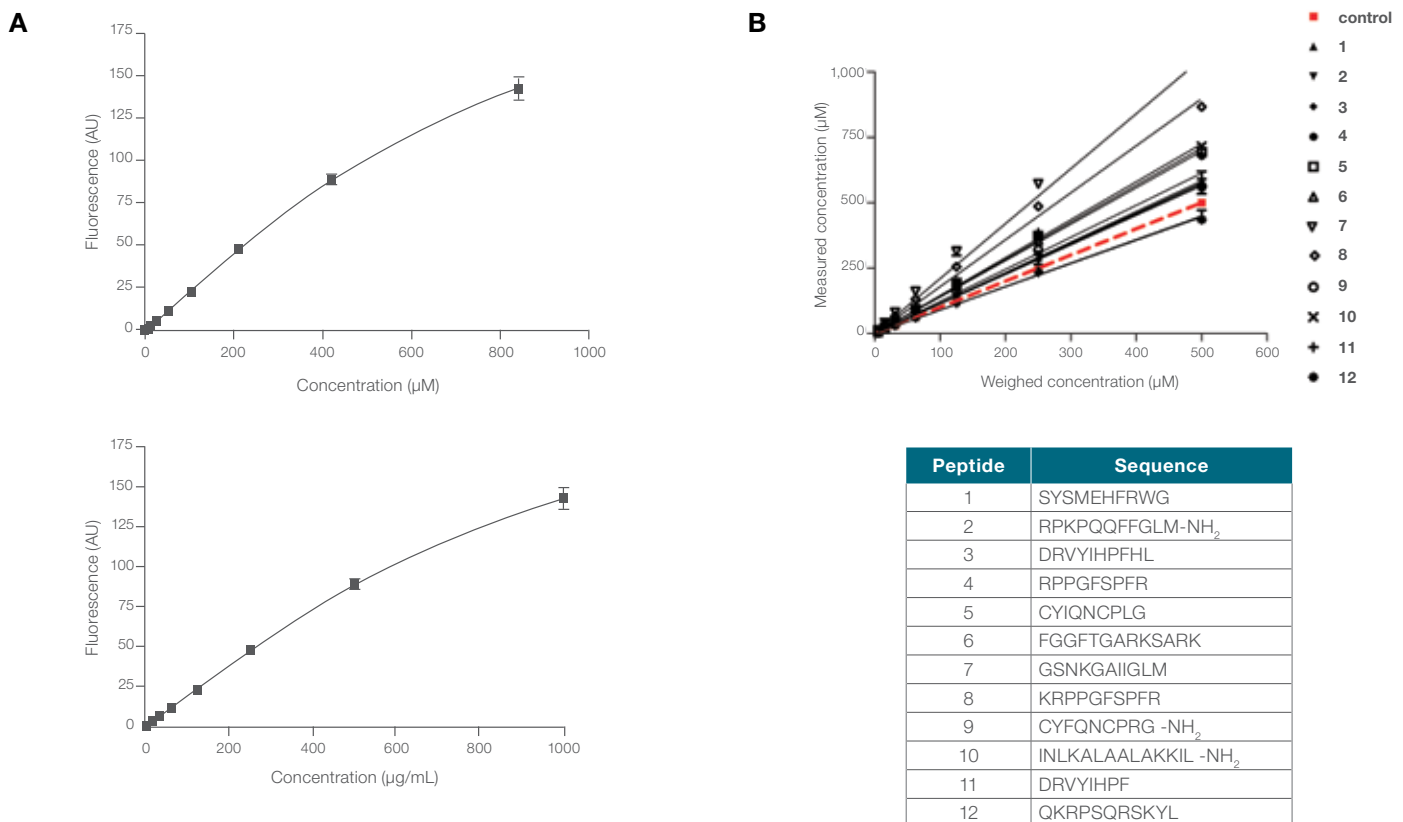 A
175
150
125
100
75
50
25
0
Fluorescence (AU)
0 200 400 600 800 1000
Concentration (µM)
175
150
125
100
75
50
25
0
Fluorescence (AU)
0 200 400 600 800 1000
Concentration (µg/mL)
B
1,000
750
500
250
0
Measured concentration (µM)
0 100 200 300 400 500 600
Weighed concentration (µM)
control
1
2
3
4
5
6
7
8
9
10
11
12
Peptide Sequence
1 SYSMEHFRWG
2 RPKPQQFFGLM-NH2
3 DRVYIHPFHL
4 RPPGFSPFR
5 CYIQNCPLG
6 FGGFTGARKSARK
7 GSNKGAIIGLM
8 KRPPGFSPFR
9 CYFQNCPRG -NH2
10 INLKALAALAKKIL -NH2
11 DRVYIHPF
12 QKRPSQRSKYL